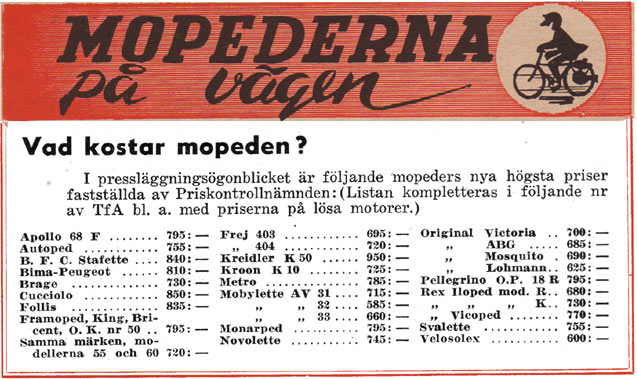 MOPEDERNA
på vägen
Vad kostar mopeden?
I pressläggningsögonblicket är följande mopeders nya högsta priser
fastställda av Priskontrollnämnden: (Listan kompletteras i följande nr
av TfA bl. a. med priserna på lösa motorer.)
Apollo 68 F ........ 795: —
Autoped ........... 755: —
B. F. C. Stafette .... 840: —
Bima-Peugeot ...... 810: —
Brage ............. 730: —
Cucciolo ........... 850: —
Follis .............. 835: —
Framoped, King, Bri-
cent, O. K. nr 50 .. 795: —
Samma märken, mo-
dellerna 55 och 60 720: —
Frej 403 ........... 695: —
„ 404 ........... 720: —
Kreidler K 50 ...... 950: —
Kroon K 10 ........ 725: —
Metro ............. 785: —
Mobylette AV 31 .... 715: —
„ „ 32 .... 585: —
„ „ 33 .... 660: —
Monarped .......... 795: —
Novolette .......... 745: —
Original Victoria .. 700: —
„ ABG ...... 685: —
„ Mosquito . 690: —
„ Lohmann .. 625: —
Pellegrino O.P. 18 R 795: —
Rex Iloped mod. R .. 680: —
„ „ „ K . 730: —
„ Vicoped ........ 770: —
Svalette ........... 755: —
Velosolex .......... 600: —